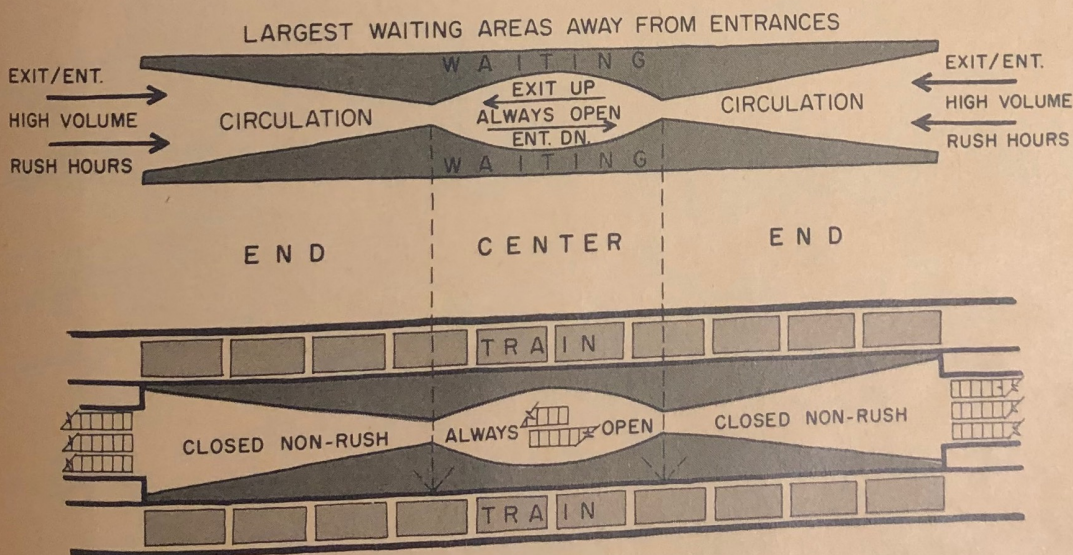 LARGEST WAITING AREAS AWAY FROM ENTRANCES
WAITING
EXIT/ENT.
HIGH VOLUME
RUSH HOURS
CIRCULATION
EXIT UP
ALWAYS OPEN
ENT. DN.
CIRCULATION
EXIT/ENT.
HIGH VOLUME
RUSH HOURS
WAITING
END
CENTER
END
TRAIN
CLOSED NON-RUSH
ALWAYS OPEN
CLOSED NON-RUSH
TRAIN